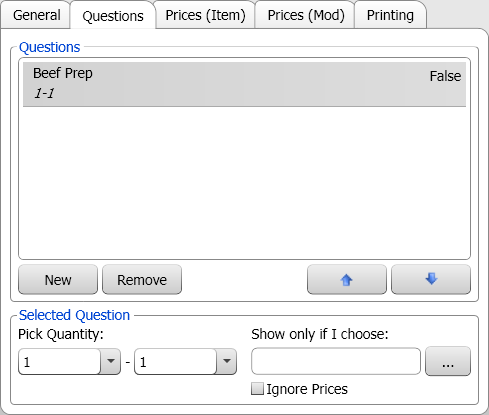 General Questions Prices (Item) Prices (Mod) Printing
Questions
Beef Prep False
1-1
New Remove
Selected Question
Pick Quantity: Show only if I choose:
1 - 1 ...
Ignore Prices